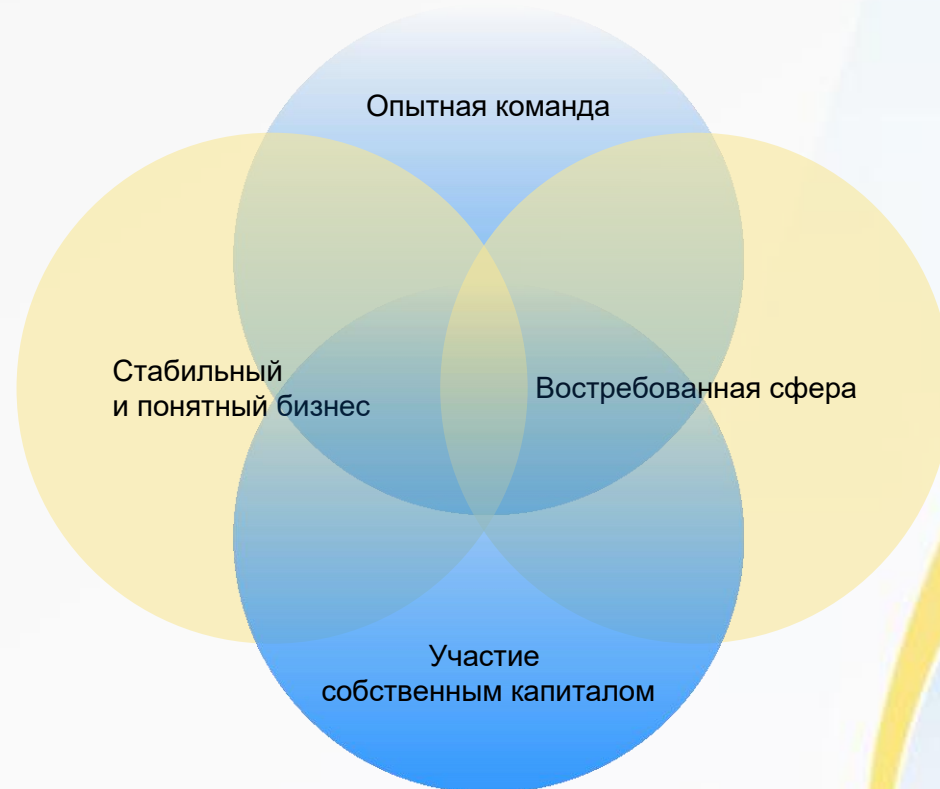 Опытная команда
Стабильный
и понятный бизнес
Востребованная сфера
Участие
собственным капиталом